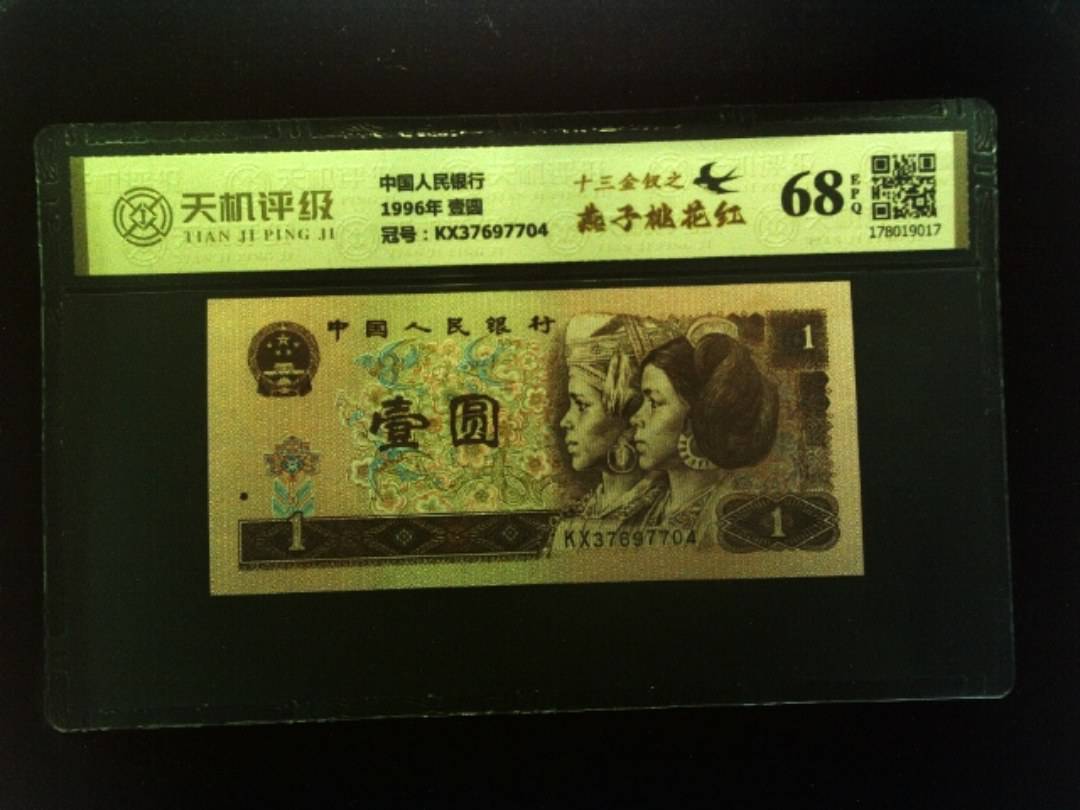 天机评级
TIAN JI PING JI
中国人民银行
1996年 壹圆
冠号：KX37697704
十三金钗之
燕子桃花红
68
EPQ
178019017
中国人民银行
壹圆
1
1
1
KX37697704